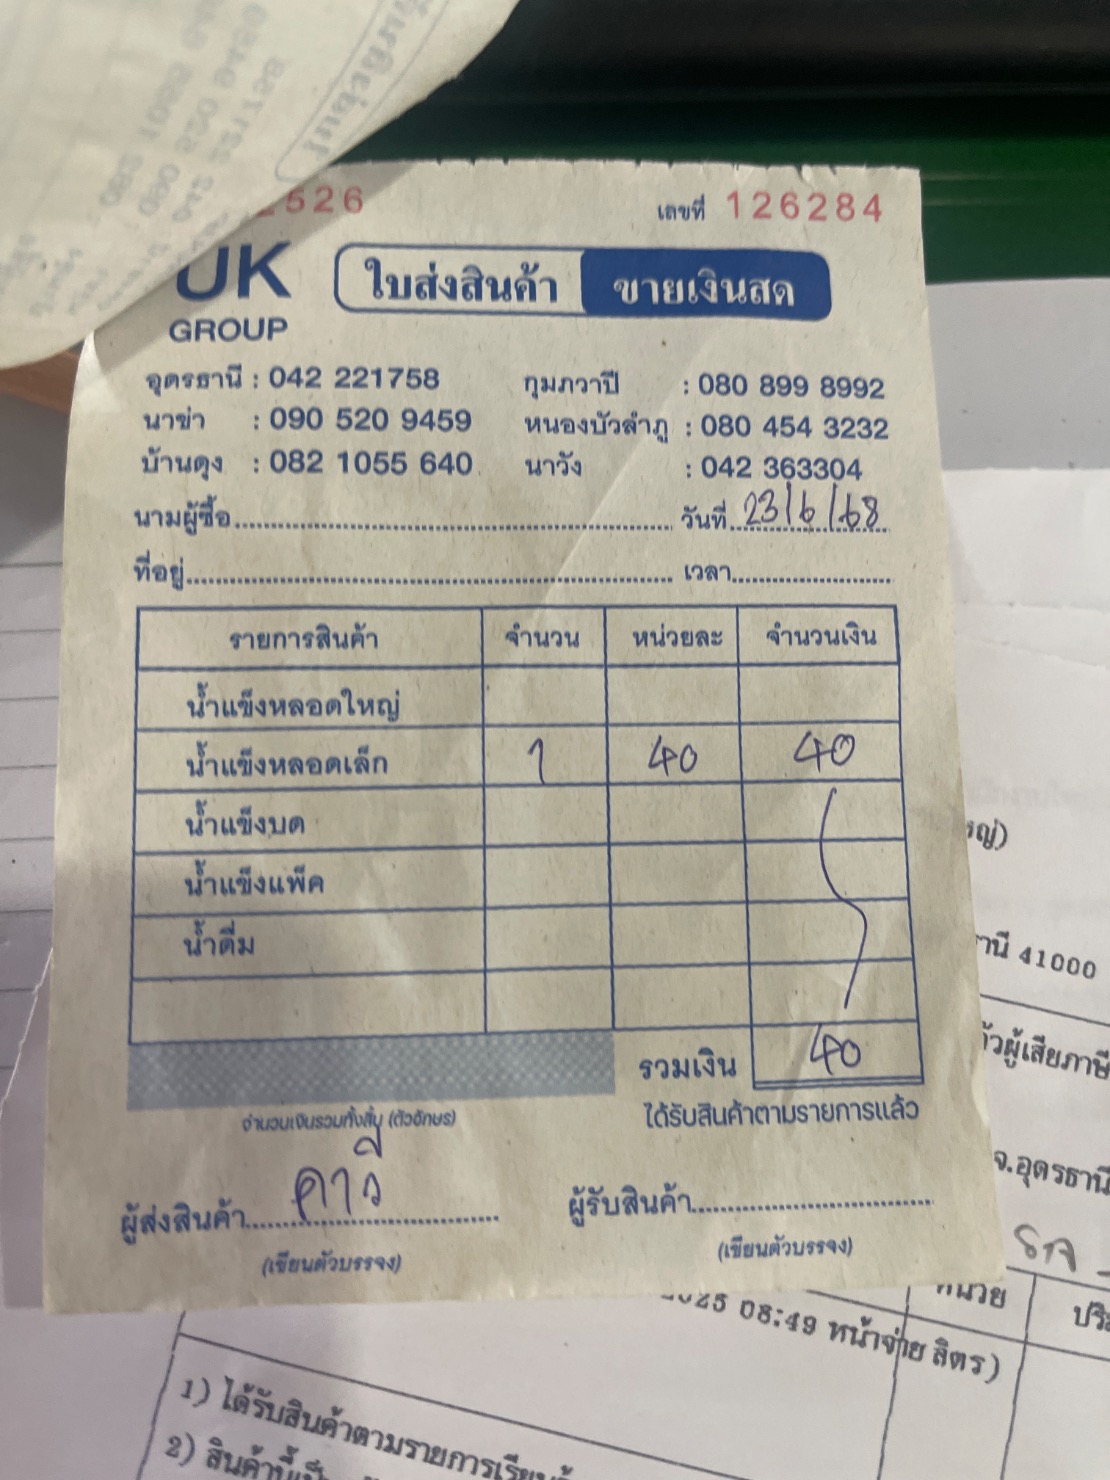 2526 เลขที่ 126284
UK
GROUP
ใบส่งสินค้า ขายเงินสด
อุดรธานี : 042 221758 กุมภวาปี : 080 899 8992
นาข่า : 090 520 9459 หนองบัวลำภู : 080 454 3232
บ้านดุง : 082 1055 640 นาวัง : 042 363304
นามผู้ซื้อ วันที่ 23/6/68
ที่อยู่ เวลา
รายการสินค้า จำนวน หน่วยละ จำนวนเงิน
น้ำแข็งหลอดใหญ่
น้ำแข็งหลอดเล็ก 1 40 40
น้ำแข็งบด
น้ำแข็งแพ็ค
น้ำดื่ม
รวมเงิน 40
จำนวนเงินรวมทั้งสิ้น (ตัวอักษร) ได้รับสินค้าตามรายการแล้ว
ผู้ส่งสินค้า ดาวี ผู้รับสินค้า
(เขียนตัวบรรจง) (เขียนตัวบรรจง)
ญ่)
านี 41000
ัวผู้เสียภาษี
จ.อุดรธานี
2025 08:49 หน้าจ่าย ลิตร)
หน่วย
1) ได้รับสินค้าตามรายการเรียบ
2) สินค้านี้เป็น